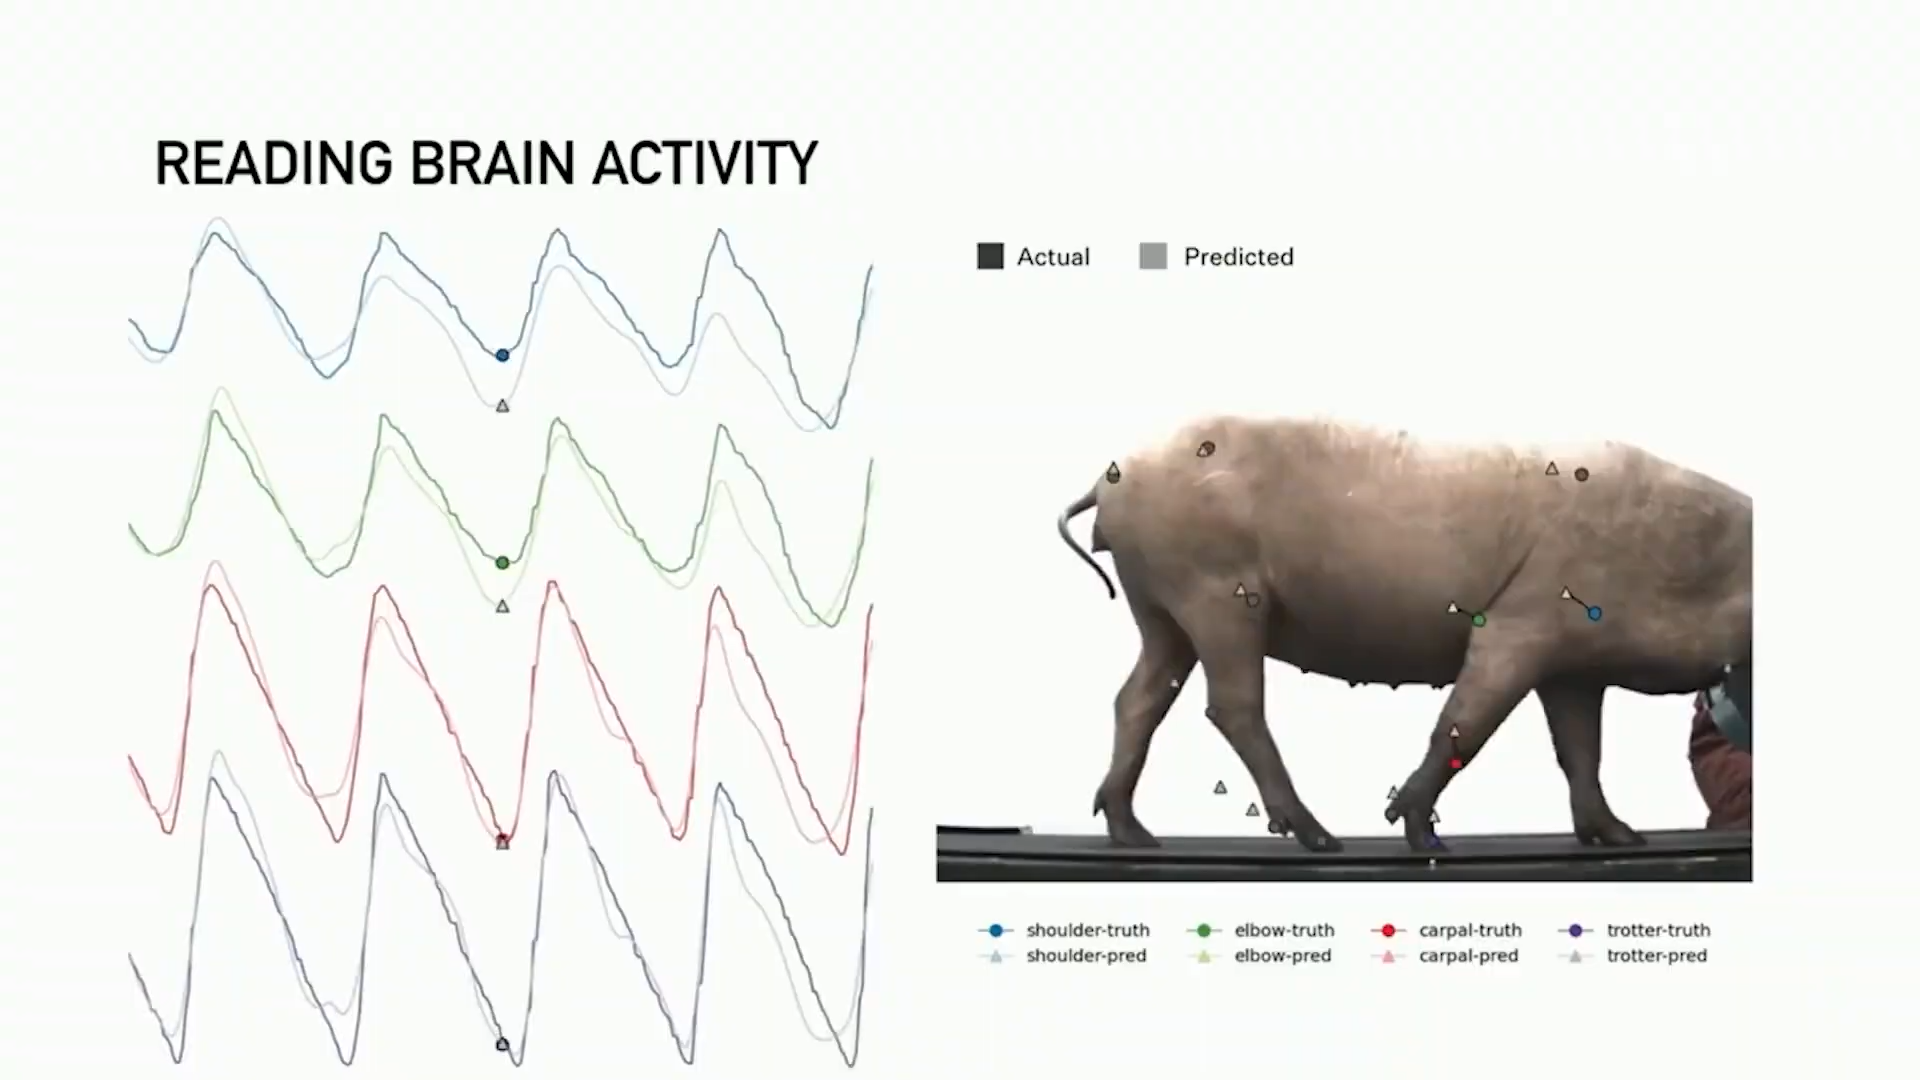 READING BRAIN ACTIVITY
Actual Predicted
shoulder-truth elbow-truth carpal-truth trotter-truth
shoulder-pred elbow-pred carpal-pred trotter-pred